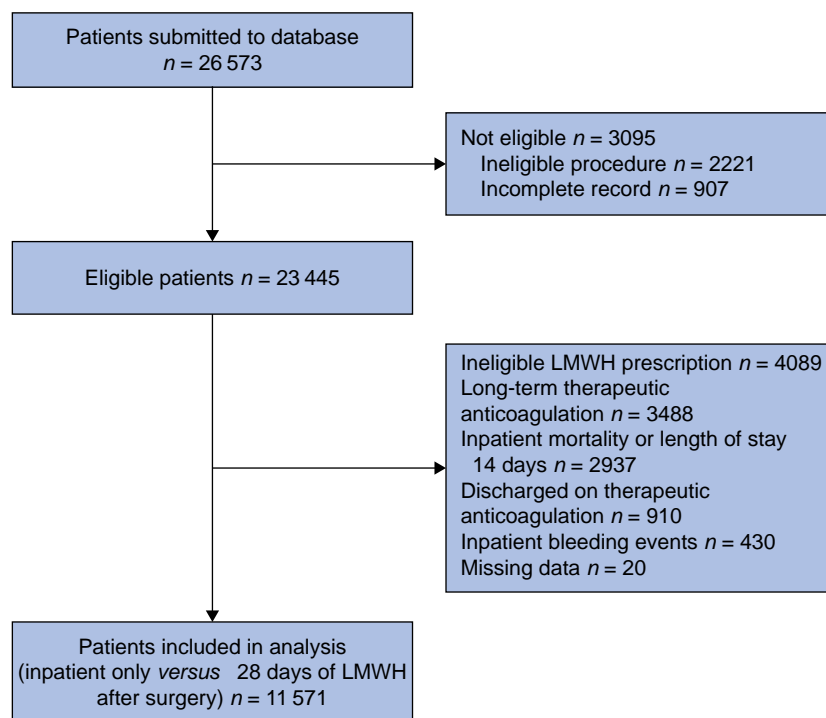 Patients submitted to database
n = 26 573
Not eligible n = 3095
Ineligible procedure n = 2221
Incomplete record n = 907
Eligible patients n = 23 445
Ineligible LMWH prescription n = 4089
Long-term therapeutic
anticoagulation n = 3488
Inpatient mortality or length of stay
14 days n = 2937
Discharged on therapeutic
anticoagulation n = 910
Inpatient bleeding events n = 430
Missing data n = 20
Patients included in analysis
(inpatient only versus 28 days of LMWH
after surgery) n = 11 571